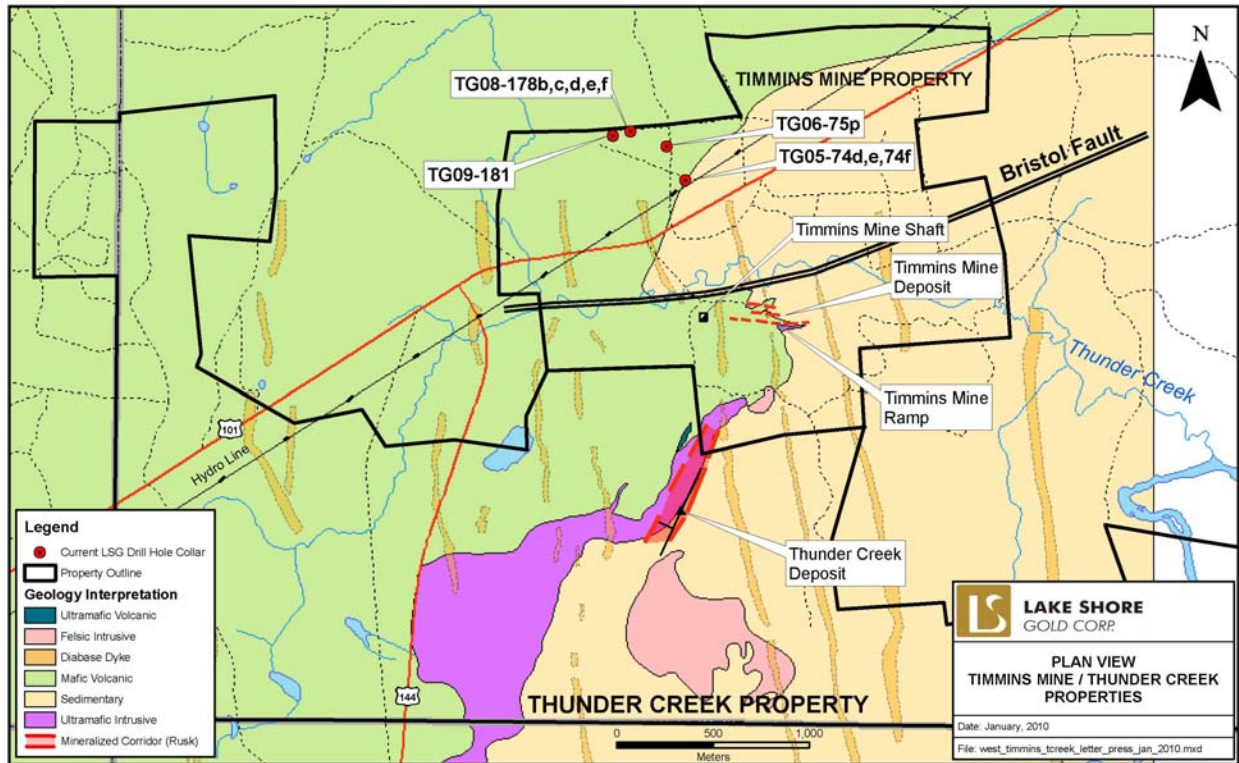 N
TIMMINS MINE PROPERTY
TG08-178b,c,d,e,f
TG06-75p
TG09-181
TG05-74d,e,74f
Bristol Fault
Timmins Mine Shaft
Timmins Mine
Deposit
Thunder Creek
Timmins Mine
Ramp
101
Hydro Line
Thunder Creek
Deposit
144
THUNDER CREEK PROPERTY
0 500 1,000
Meters
Legend
Current LSG Drill Hole Collar
Property Outline
Geology Interpretation
Ultramafic Volcanic
Felsic Intrusive
Diabase Dyke
Mafic Volcanic
Sedimentary
Ultramafic Intrusive
Mineralized Corridor (Rusk)
LS
LAKE SHORE
GOLD CORP.
PLAN VIEW
TIMMINS MINE / THUNDER CREEK
PROPERTIES
Date: January, 2010
File: west_timmins_tcreek_letter_press_jan_2010.mxd